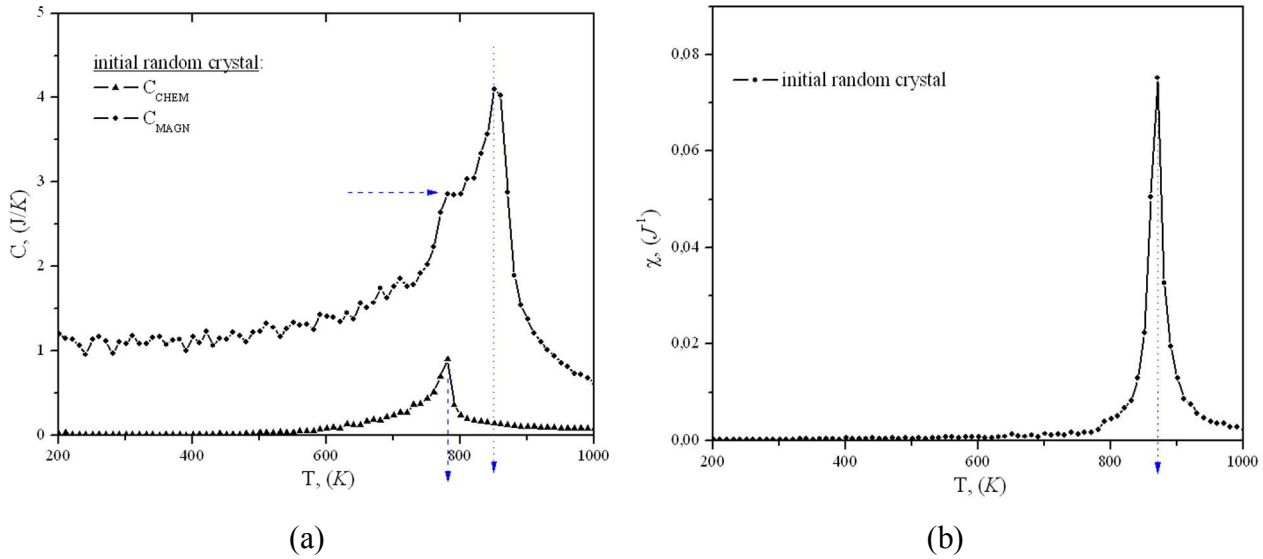 5
4
3
2
1
0
C, (J/K)
initial random crystal:
C_CHEM
C_MAGN
200
400
600
800
1000
T, (K)
(a)
(b)
0,08
0,06
0,04
0,02
0,00
χ, (J¹)
initial random crystal
200
400
600
800
1000
T, (K)